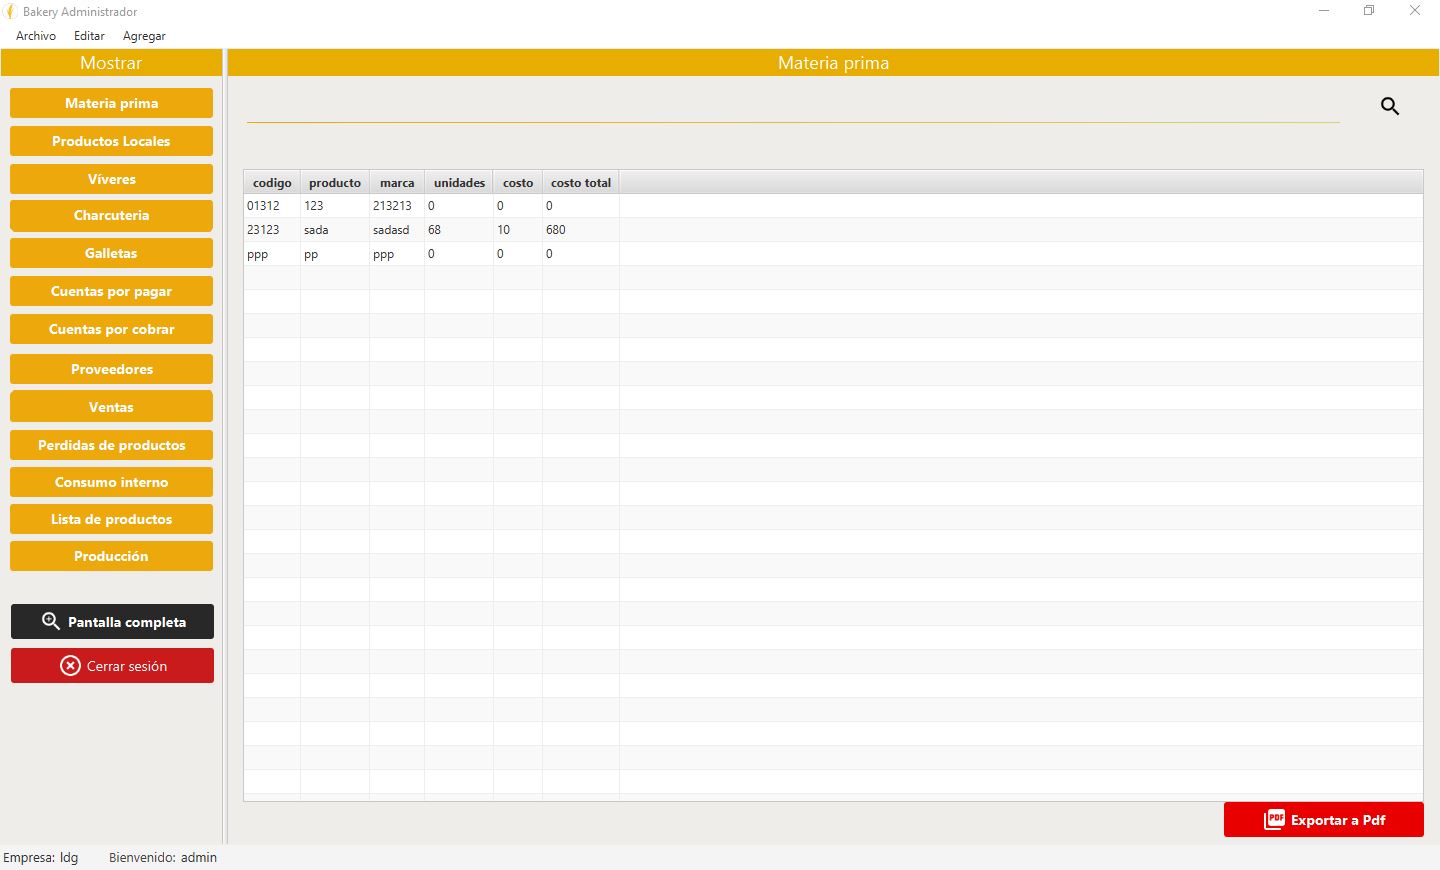 Bakery Administrador
Archivo Editar Agregar
Mostrar
Materia prima
Materia prima
Productos Locales
Víveres
Charcuteria
Galletas
Cuentas por pagar
Cuentas por cobrar
Proveedores
Ventas
Perdidas de productos
Consumo interno
Lista de productos
Producción
Pantalla completa
Cerrar sesión
codigo producto marca unidades costo costo total
01312 123 213213 0 0 0
23123 sada sadasd 68 10 680
ppp pp ppp 0 0 0
PDF Exportar a Pdf
Empresa: ldg Bienvenido: admin